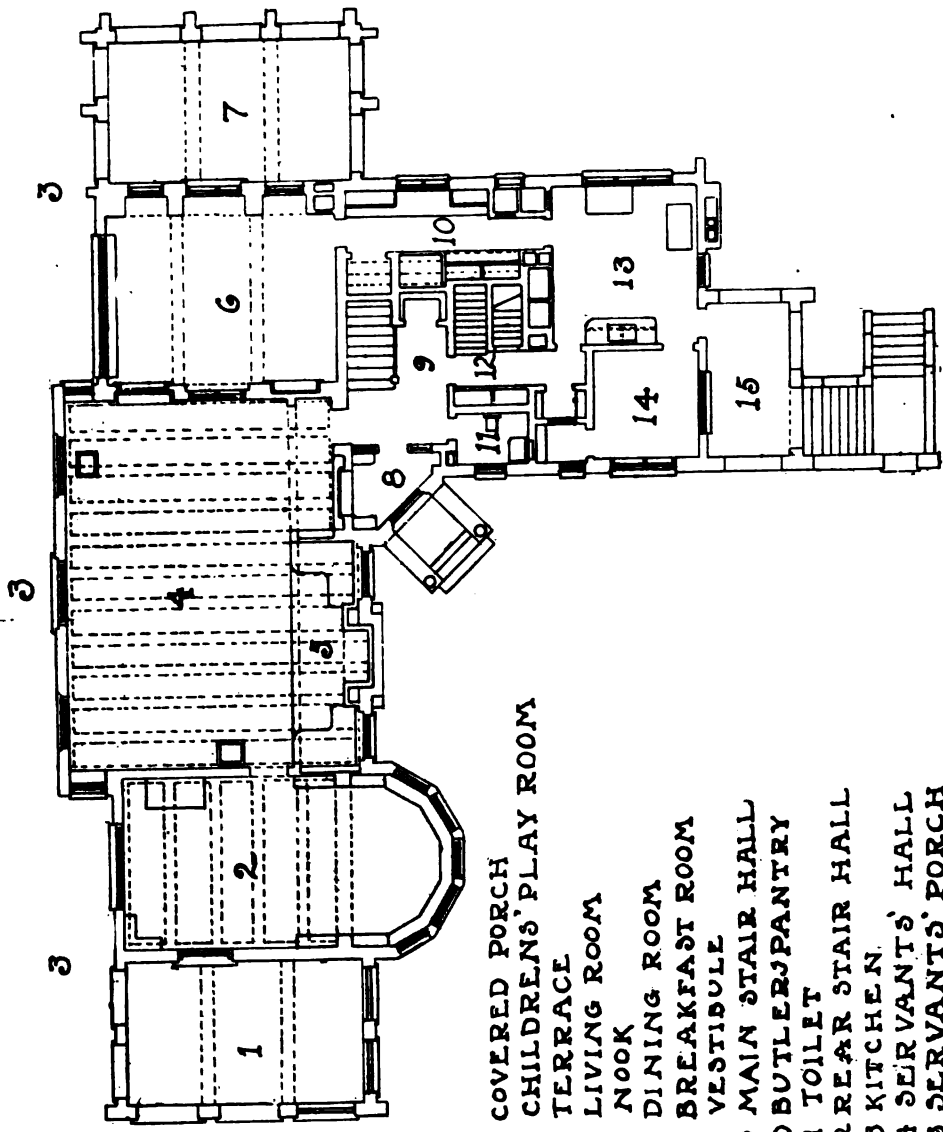 3
3
3
1
2
4
5
6
7
8
9
10
11
12
13
14
15
COVERED PORCH
CHILDRENS' PLAY ROOM
TERRACE
LIVING ROOM
NOOK
DINING ROOM
BREAKFAST ROOM
VESTIBULE
MAIN STAIR HALL
BUTLERS PANTRY
TOILET
REAR STAIR HALL
KITCHEN
SERVANTS' HALL
SERVANTS' PORCH